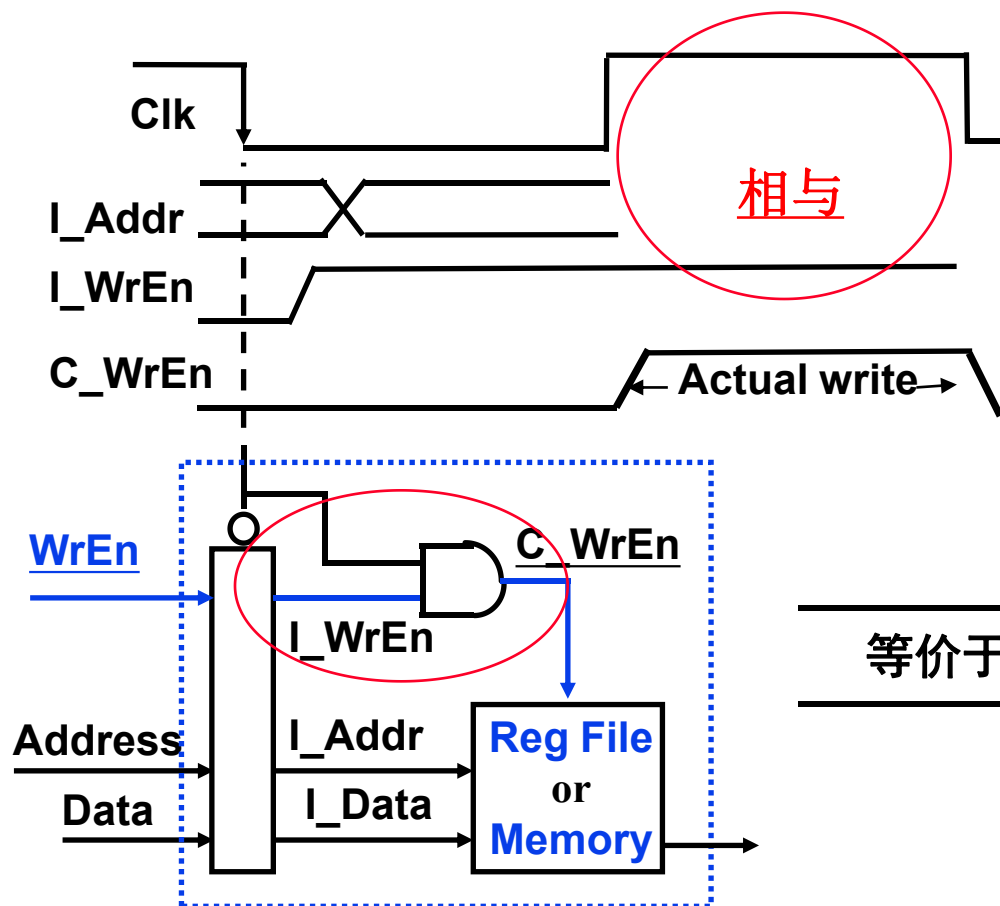 Clk
相与
I_Addr
I_WrEn
C_WrEn
Actual write
WrEn
C_WrEn
I_WrEn
等价于
Address
I_Addr
Reg File
or
Data
I_Data
Memory